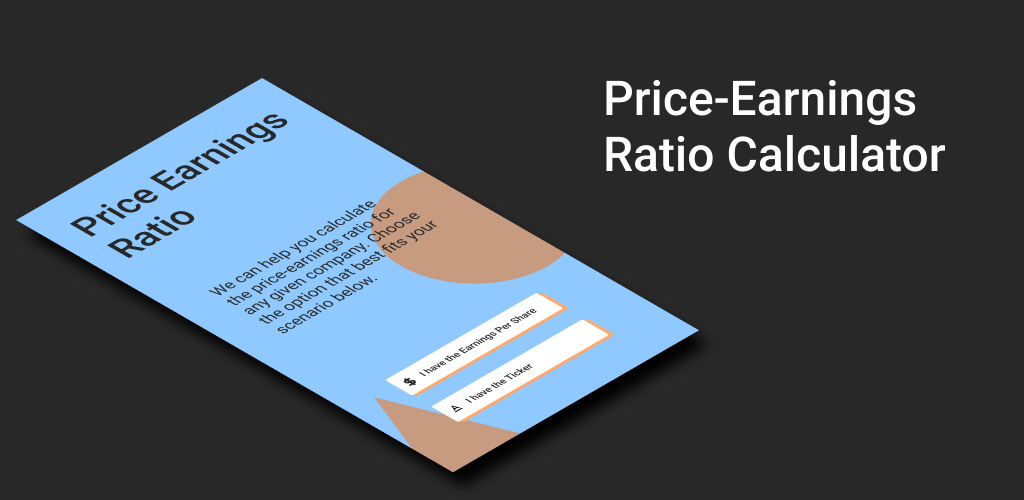 Price-Earnings
Ratio Calculator
Price Earnings
Ratio
We can help you calculate
the price-earnings ratio for
any given company. Choose
the option that best fits your
scenario below.
$ I have the Earnings Per Share
A I have the Ticker